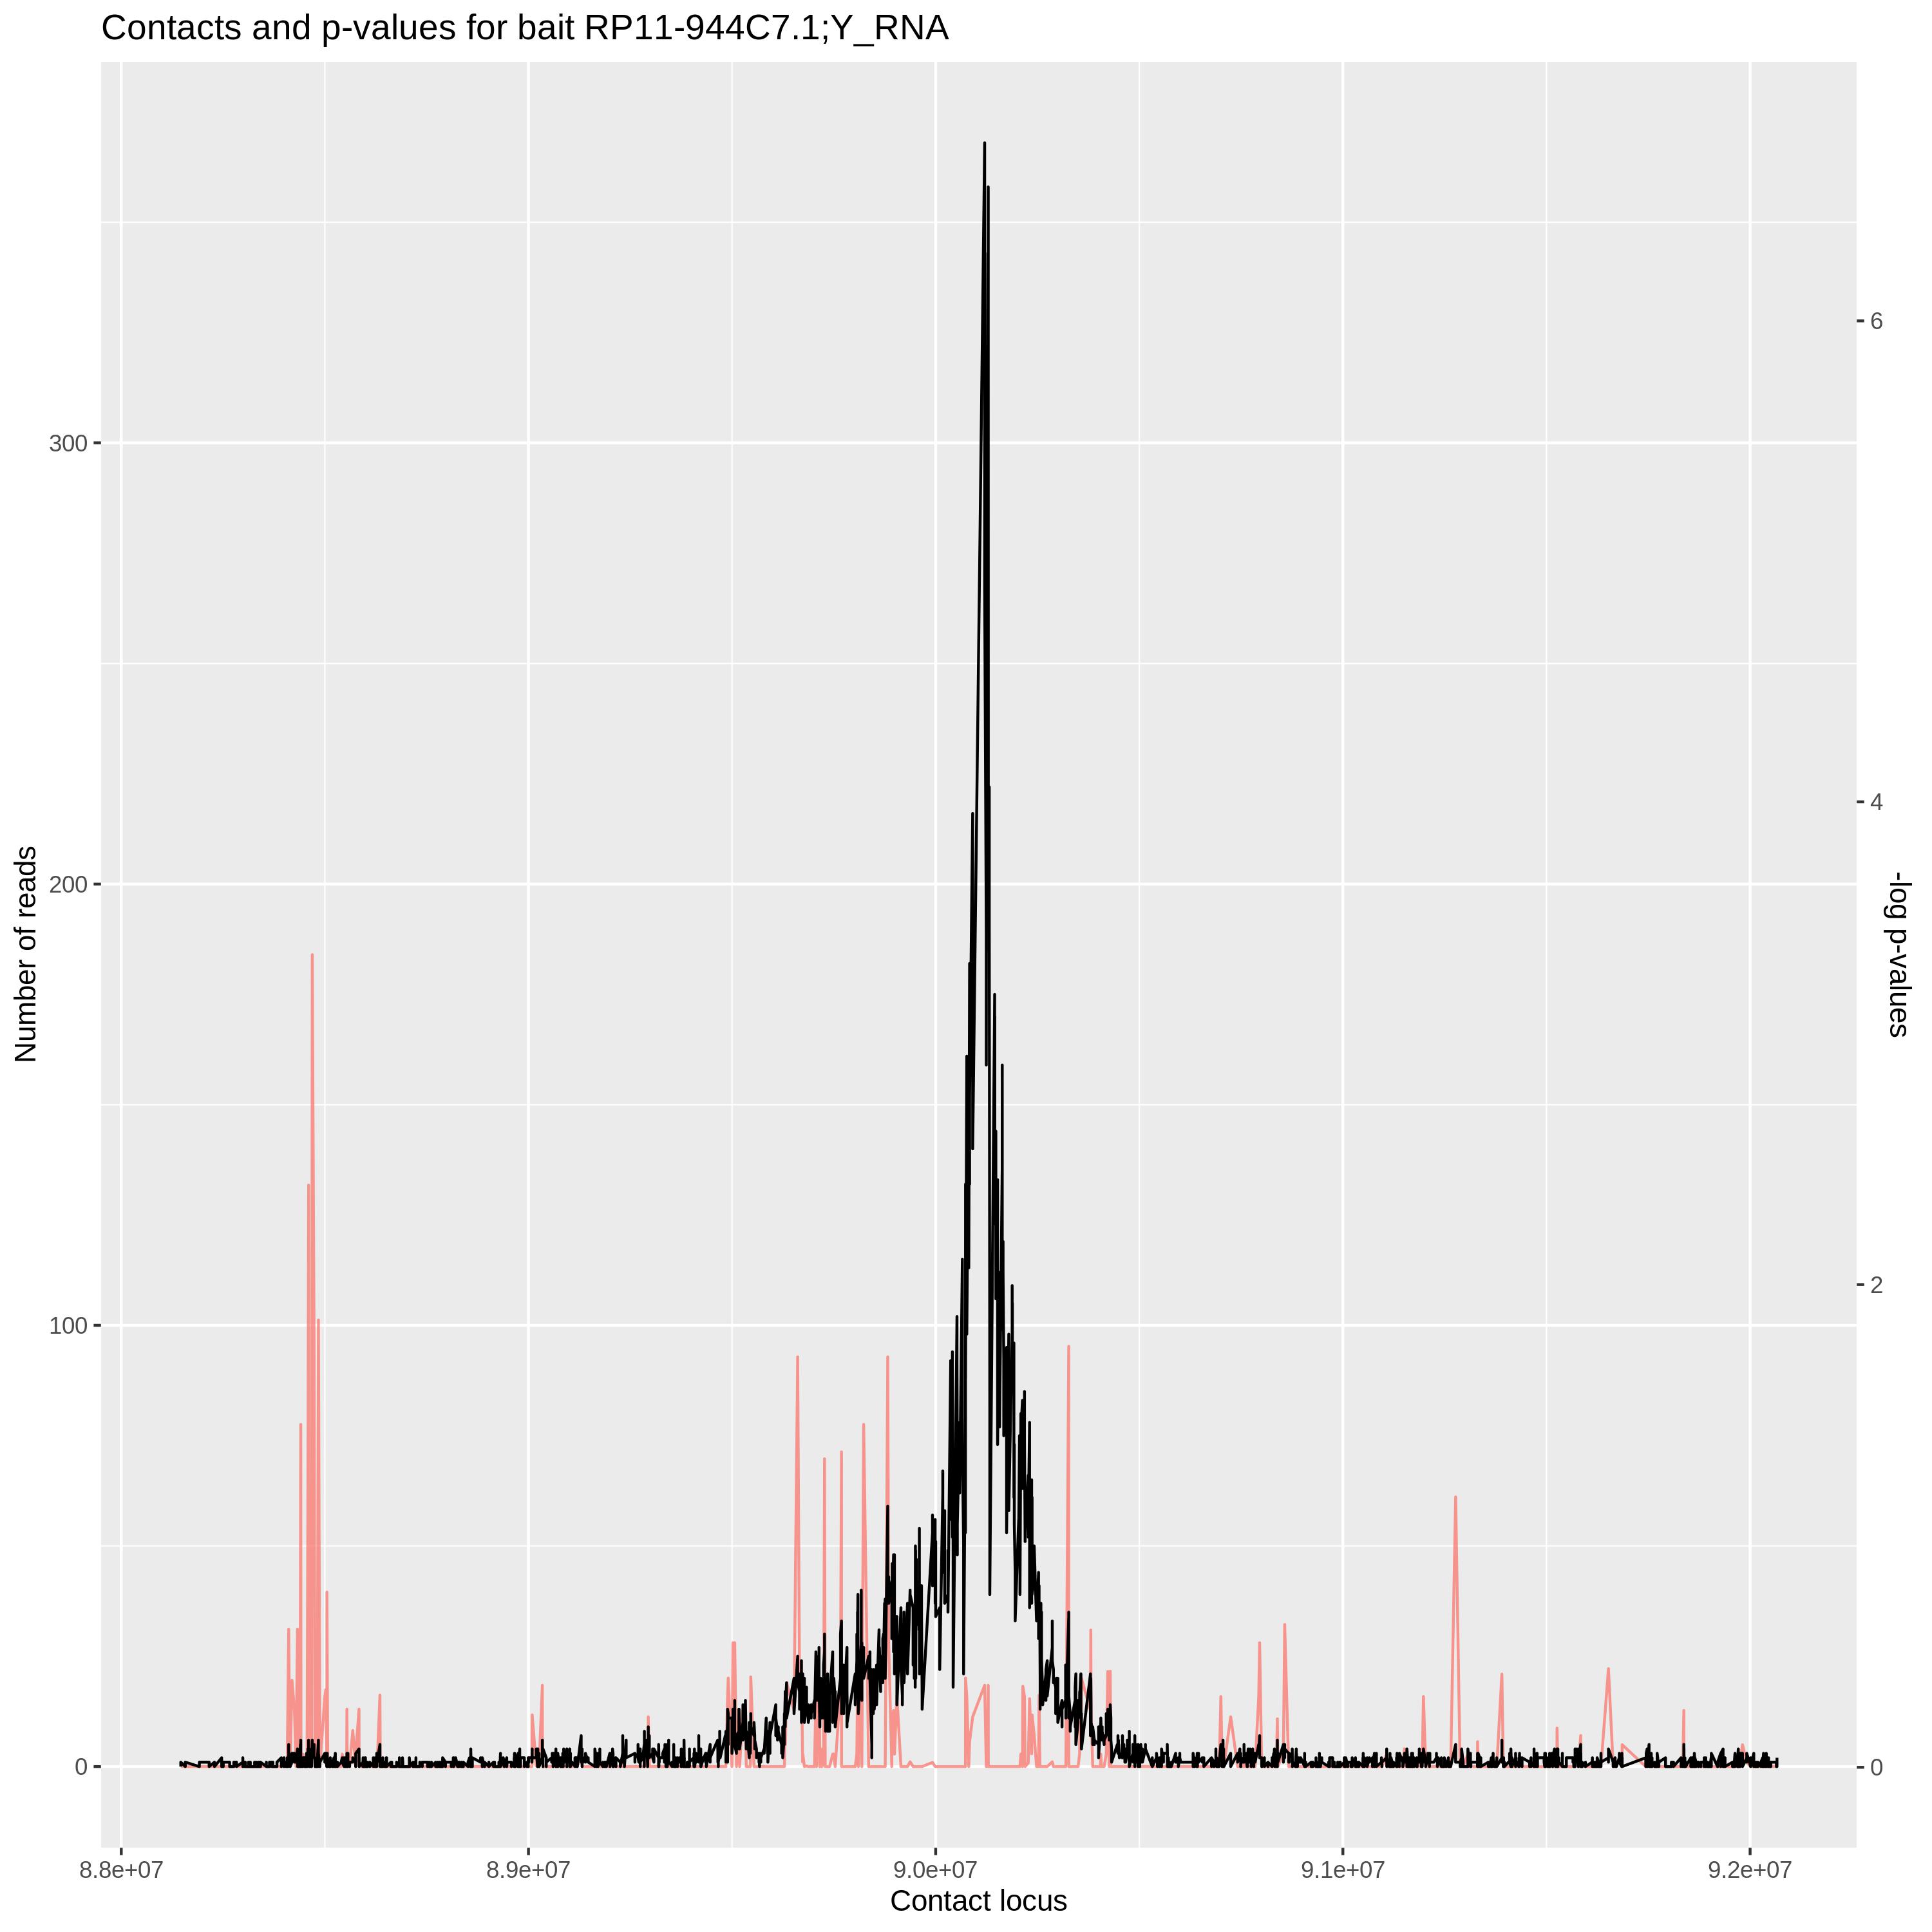 Contacts and p-values for bait RP11-944C7.1;Y_RNA
300
200
100
0
Number of reads
6
4
2
0
-log p-values
8.8e+07
8.9e+07
9.0e+07
9.1e+07
9.2e+07
Contact locus